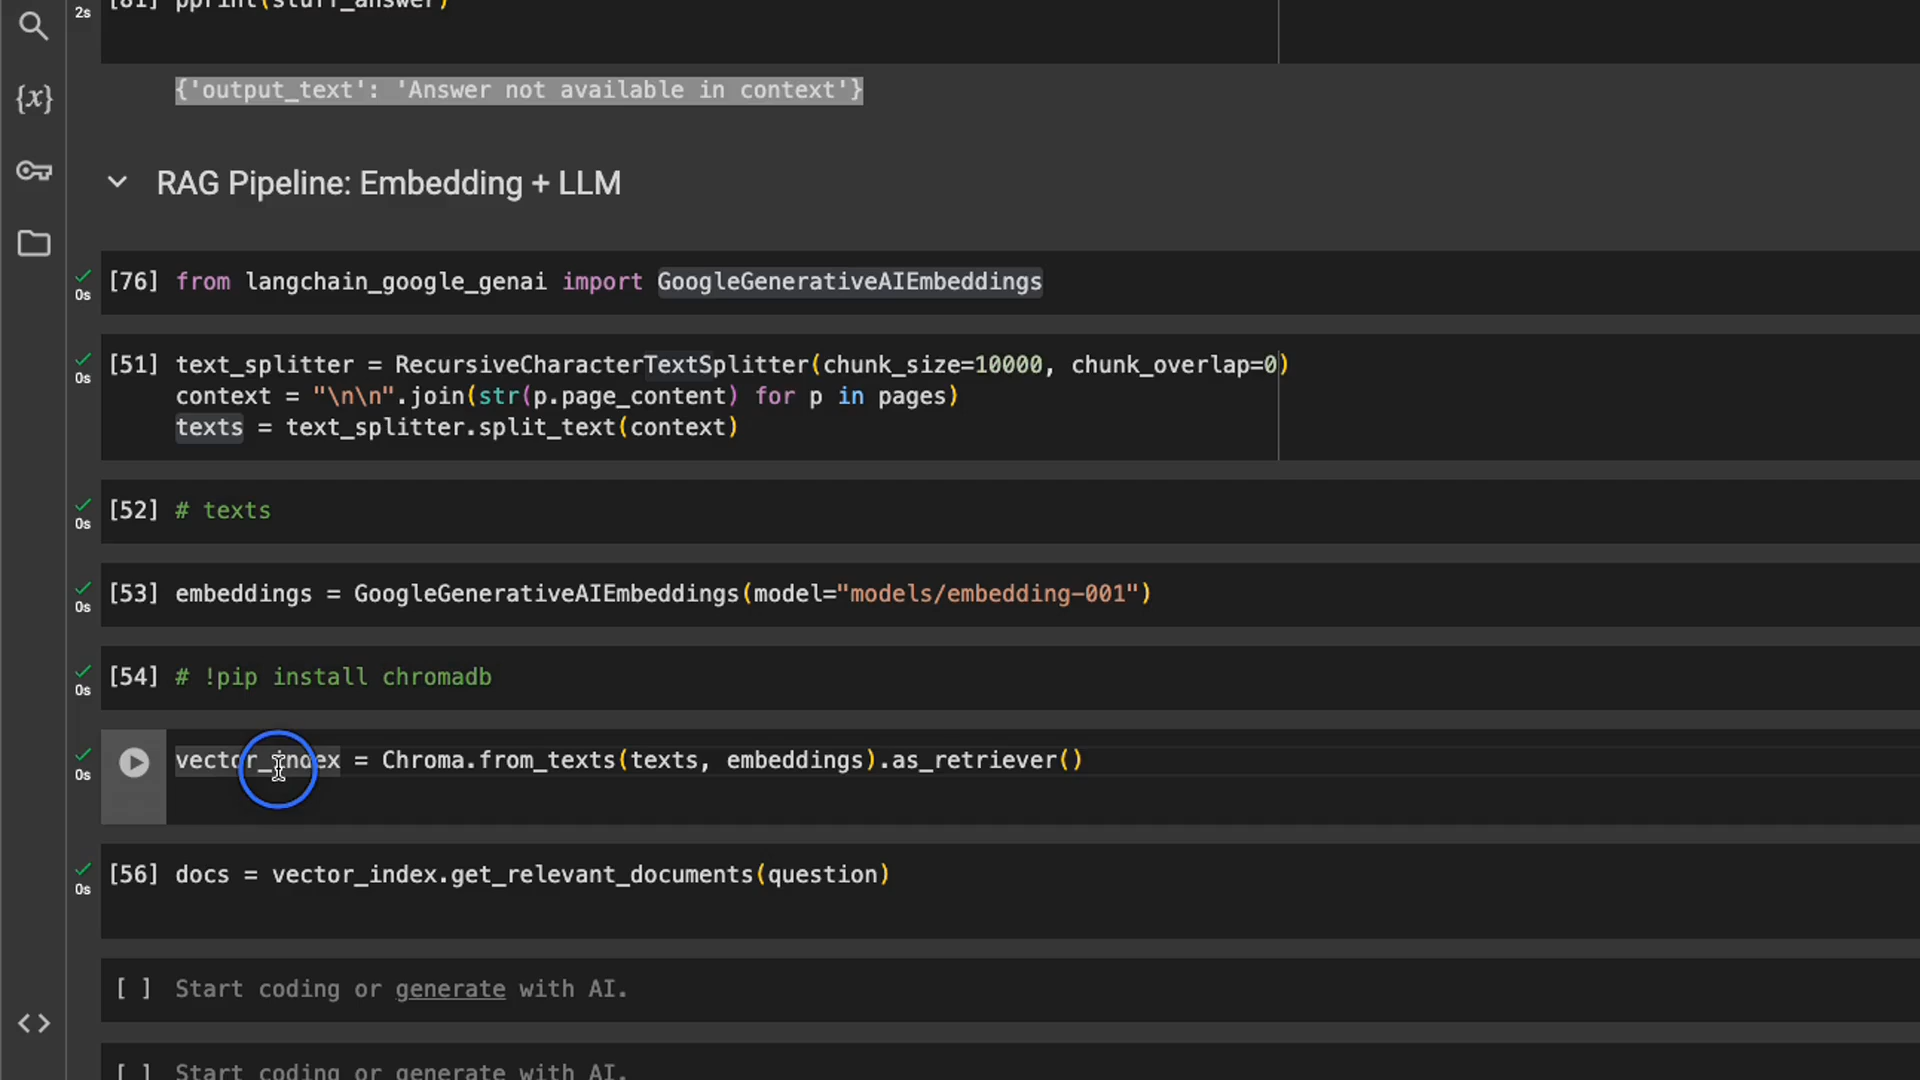 2s
[81] pprint(stuff_answer)
{'output_text': 'Answer not available in context'}
{x}
RAG Pipeline: Embedding + LLM
[76] from langchain_google_genai import GoogleGenerativeAIEmbeddings
0s
[51] text_splitter = RecursiveCharacterTextSplitter(chunk_size=10000, chunk_overlap=0)
0s
context = "\n\n".join(str(p.page_content) for p in pages)
texts = text_splitter.split_text(context)
[52] # texts
0s
[53] embeddings = GoogleGenerativeAIEmbeddings(model="models/embedding-001")
0s
[54] # !pip install chromadb
0s
vector_index = Chroma.from_texts(texts, embeddings).as_retriever()
0s
[56] docs = vector_index.get_relevant_documents(question)
0s
[ ] Start coding or generate with AI.
[ ] Start coding or generate with AI.